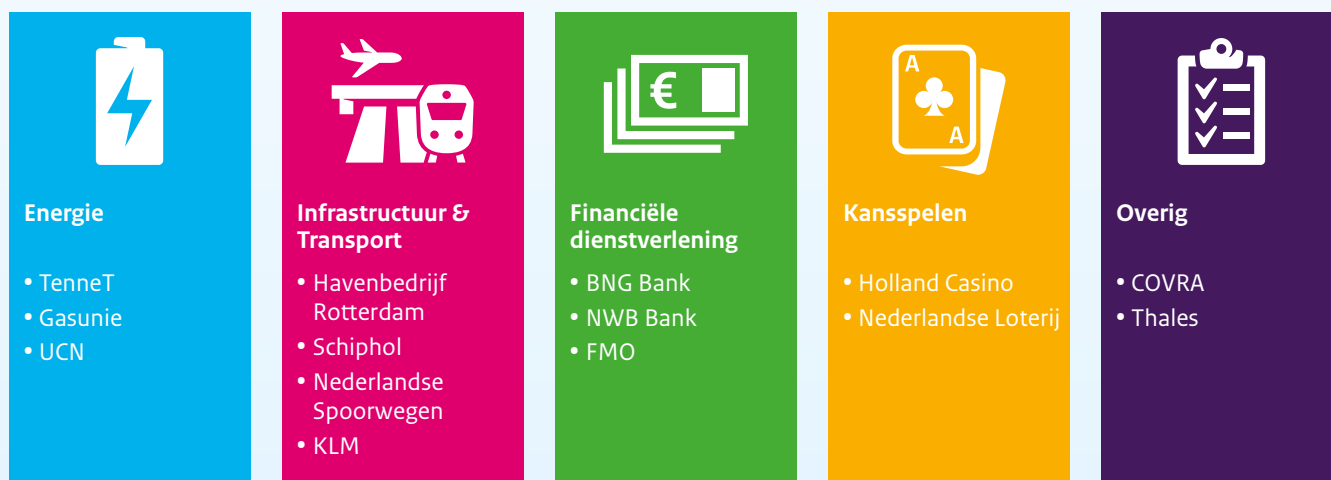 €
A
A
Energie
• TenneT
• Gasunie
• UCN
Infrastructuur &
Transport
• Havenbedrijf
Rotterdam
• Schiphol
• Nederlandse
Spoorwegen
• KLM
Financiële
dienstverlening
• BNG Bank
• NWB Bank
• FMO
Kansspelen
• Holland Casino
• Nederlandse Loterij
Overig
• COVRA
• Thales